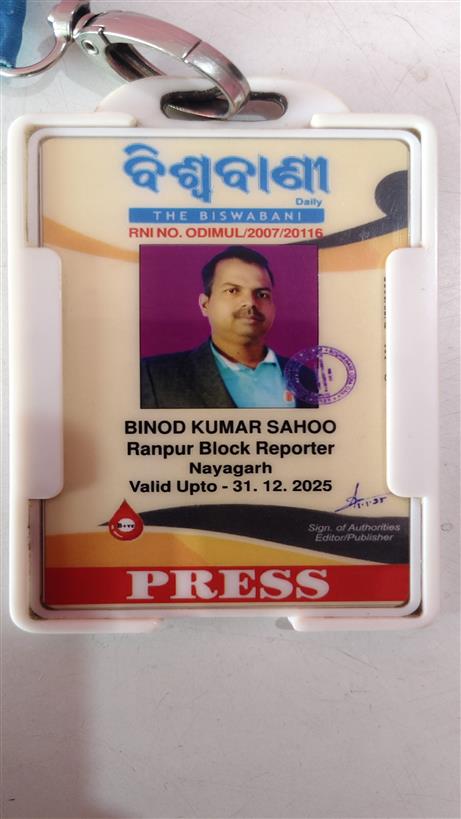 ବିଶ୍ୱବାଣୀ
Daily
THE BISWABANI
RNI NO. ODIMUL/2007/20116
BINOD KUMAR SAHOO
Ranpur Block Reporter
Nayagarh
Valid Upto - 31. 12. 2025
B+ve
Sign. of Authorities
Editor/Publisher
PRESS